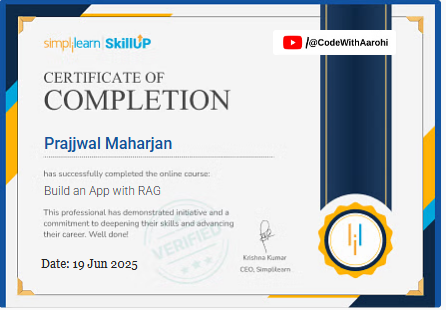 simplilearn | SkillUP
/@CodeWithAarohi
CERTIFICATE OF
COMPLETION
Prajjwal Maharjan
has successfully completed the online course:
Build an App with RAG
This professional has demonstrated initiative and a
commitment to deepening their skills and advancing
their career. Well done!
VERIFIED
Krishna Kumar
CEO, Simplilearn
Date: 19 Jun 2025